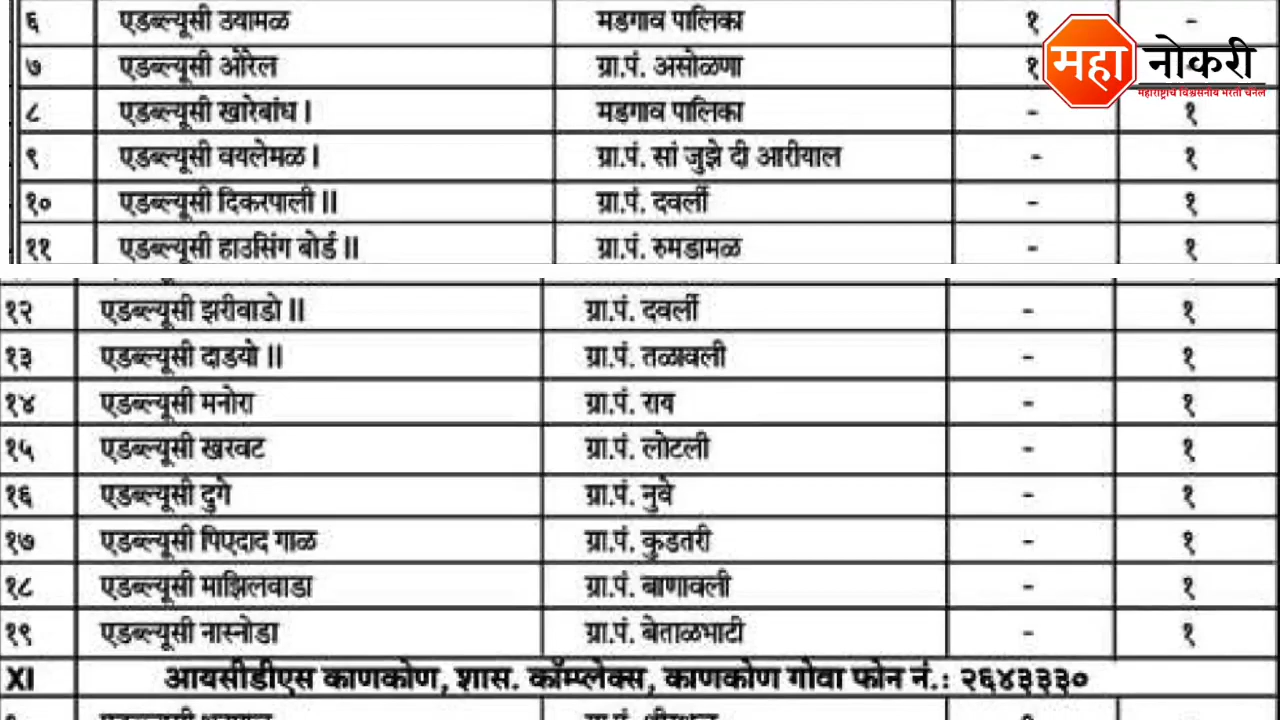 ६ एडब्ल्यूसी उयामळ मडगाव पालिका १ -
७ एडब्ल्यूसी ओरेल ग्रा.पं. असोळणा १
महा नोकरी
महाराष्ट्राचे विश्वसनीय भरती चॅनेल
८ एडब्ल्यूसी खारेबांध I मडगाव पालिका - १
९ एडब्ल्यूसी वयलेमळ I ग्रा.पं. सां जुझे दी आरीयाल - १
१० एडब्ल्यूसी दिकरपाली II ग्रा.पं. दवर्ली - १
११ एडब्ल्यूसी हाउसिंग बोर्ड II ग्रा.पं. रुमडामळ - १
१२ एडब्ल्यूसी झरीवाडो II ग्रा.पं. दवर्ली - १
१३ एडब्ल्यूसी दाडयो II ग्रा.पं. तळावली - १
१४ एडब्ल्यूसी मनोरा ग्रा.पं. राय - १
१५ एडब्ल्यूसी खरवट ग्रा.पं. लोटली - १
१६ एडब्ल्यूसी दुगे ग्रा.पं. नुवे - १
१७ एडब्ल्यूसी पिएदाद गाळ ग्रा.पं. कुडतरी - १
१८ एडब्ल्यूसी माझिलवाडा ग्रा.पं. बाणावली - १
१९ एडब्ल्यूसी नास्नोडा ग्रा.पं. बेताळभाटी - १
XI आयसीडीएस काणकोण, शास. कॉम्प्लेक्स, काणकोण गोवा फोन नं.: २६४३३३०